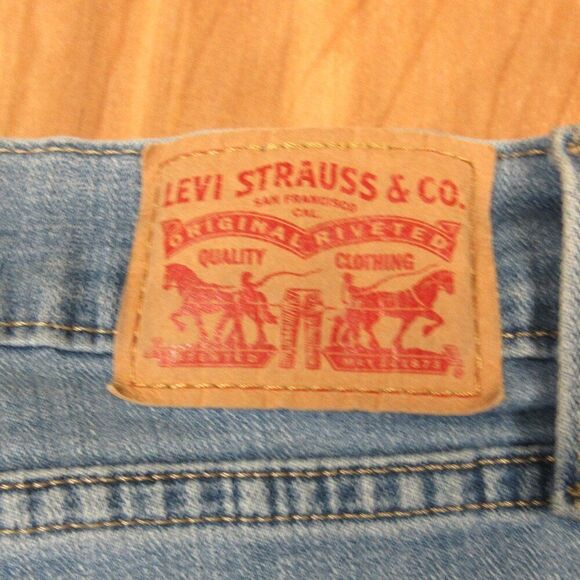 LEVI STRAUSS & CO.
SAN FRANCISCO
CAL.
ORIGINAL RIVETED
QUALITY CLOTHING